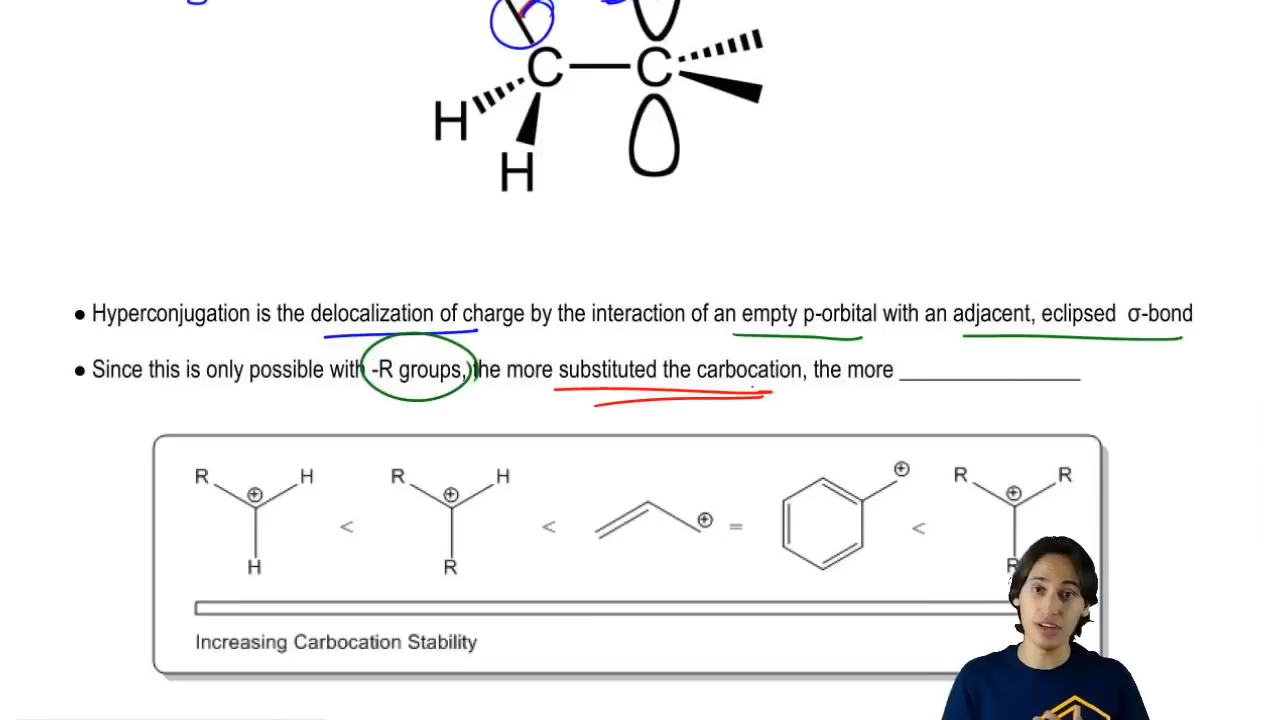 C C
H
H
● Hyperconjugation is the delocalization of charge by the interaction of an empty p-orbital with an adjacent, eclipsed σ-bond
● Since this is only possible with -R groups, the more substituted the carbocation, the more ________________
R H R H R R
⊕ ⊕ ⊕ ⊕ ⊕
< < = <
H R R
Increasing Carbocation Stability